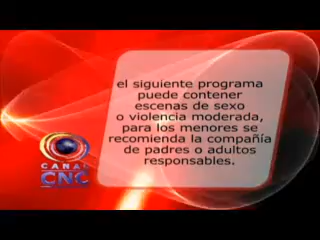 el siguiente programa
puede contener
escenas de sexo
o violencia moderada,
para los menores se
recomienda la compañía
de padres o adultos
responsables.
CANAL
CNC